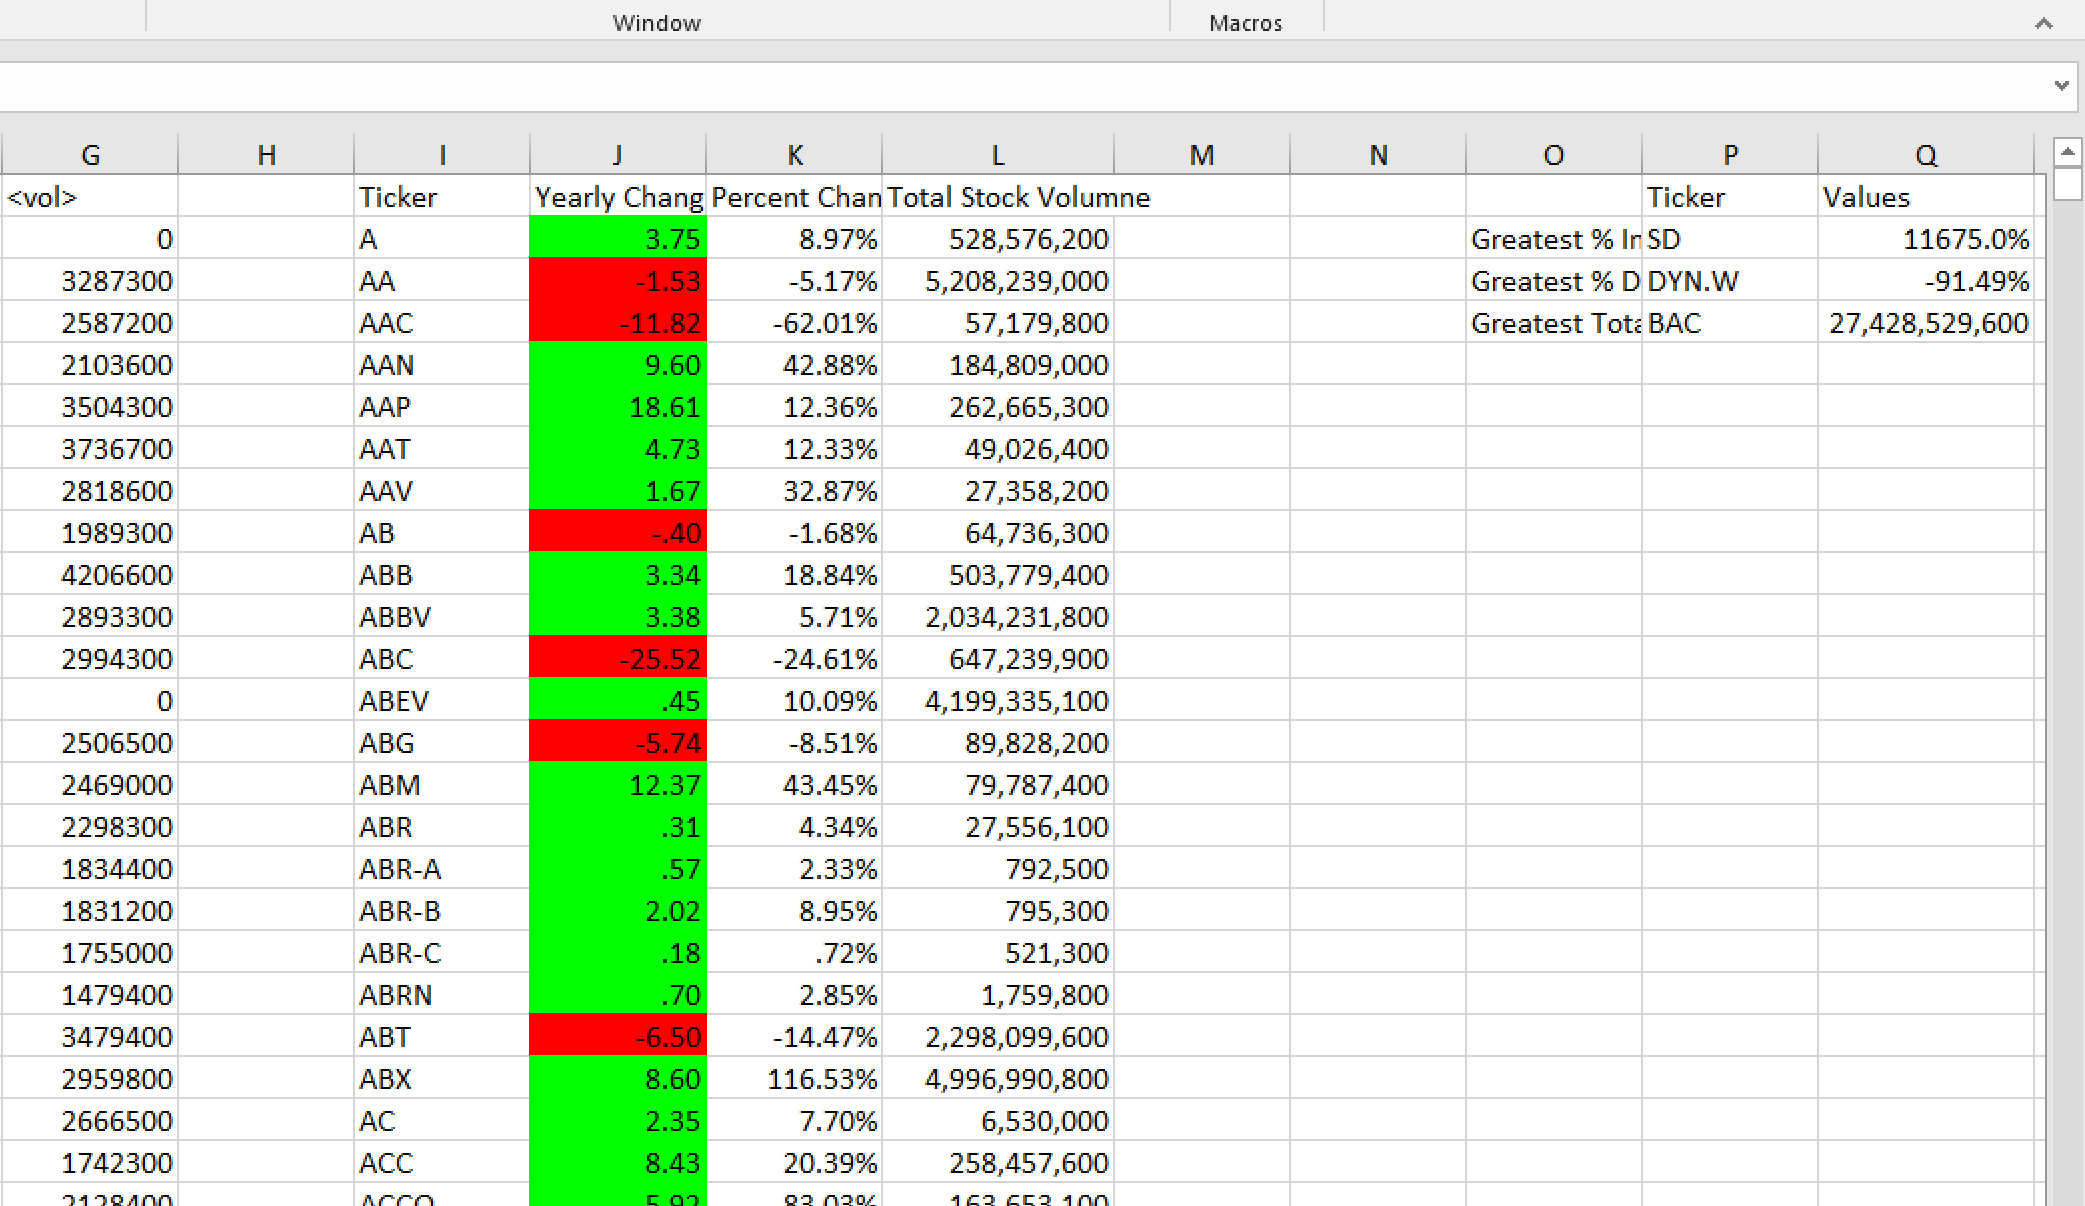 Window Macros
G H I J K L M N O P Q
<vol> Ticker Yearly Chang Percent Chan Total Stock Volumne Ticker Values
0 A 3.75 8.97% 528,576,200 Greatest % In SD 11675.0%
3287300 AA -1.53 -5.17% 5,208,239,000 Greatest % D DYN.W -91.49%
2587200 AAC -11.82 -62.01% 57,179,800 Greatest Tota BAC 27,428,529,600
2103600 AAN 9.60 42.88% 184,809,000
3504300 AAP 18.61 12.36% 262,665,300
3736700 AAT 4.73 12.33% 49,026,400
2818600 AAV 1.67 32.87% 27,358,200
1989300 AB -.40 -1.68% 64,736,300
4206600 ABB 3.34 18.84% 503,779,400
2893300 ABBV 3.38 5.71% 2,034,231,800
2994300 ABC -25.52 -24.61% 647,239,900
0 ABEV .45 10.09% 4,199,335,100
2506500 ABG -5.74 -8.51% 89,828,200
2469000 ABM 12.37 43.45% 79,787,400
2298300 ABR .31 4.34% 27,556,100
1834400 ABR-A .57 2.33% 792,500
1831200 ABR-B 2.02 8.95% 795,300
1755000 ABR-C .18 .72% 521,300
1479400 ABRN .70 2.85% 1,759,800
3479400 ABT -6.50 -14.47% 2,298,099,600
2959800 ABX 8.60 116.53% 4,996,990,800
2666500 AC 2.35 7.70% 6,530,000
1742300 ACC 8.43 20.39% 258,457,600
2128400 ACCO 5.92 83.03% 163,653,100